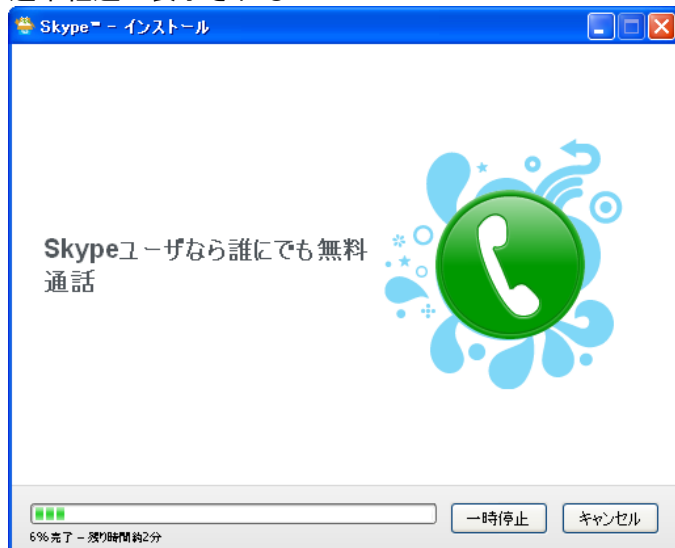 Skype™ - インストール
Skypeユーザなら誰にでも無料
通話
6% 完了 - 残り時間 約2分
一時停止
キャンセル